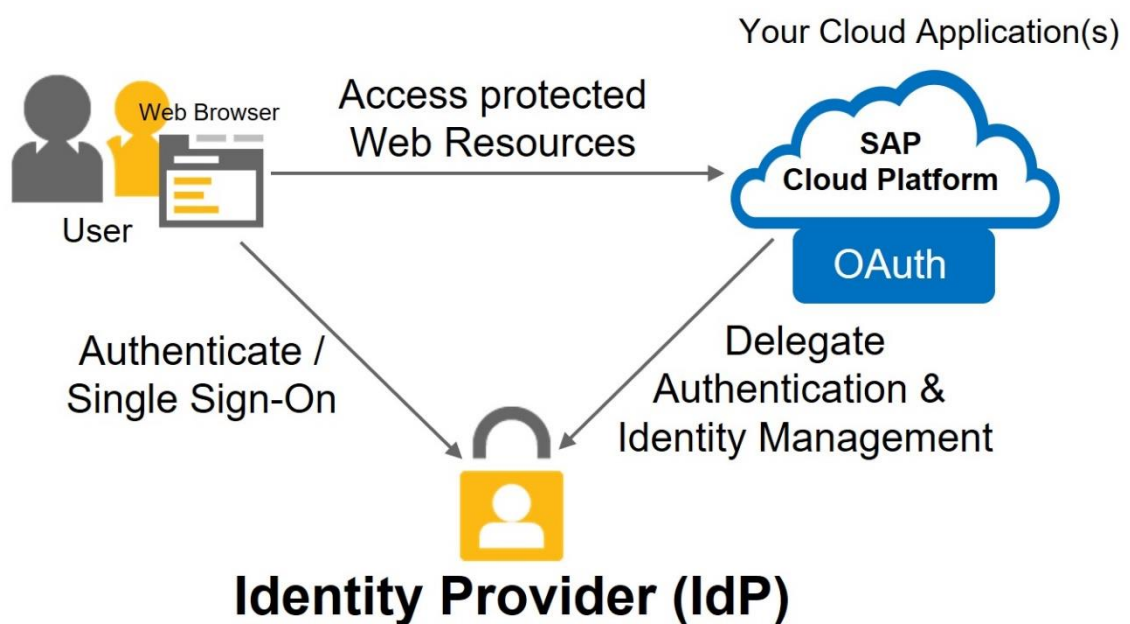 Your Cloud Application(s)
Web Browser
User
Access protected
Web Resources
SAP
Cloud Platform
OAuth
Authenticate /
Single Sign-On
Delegate
Authentication &
Identity Management
Identity Provider (IdP)